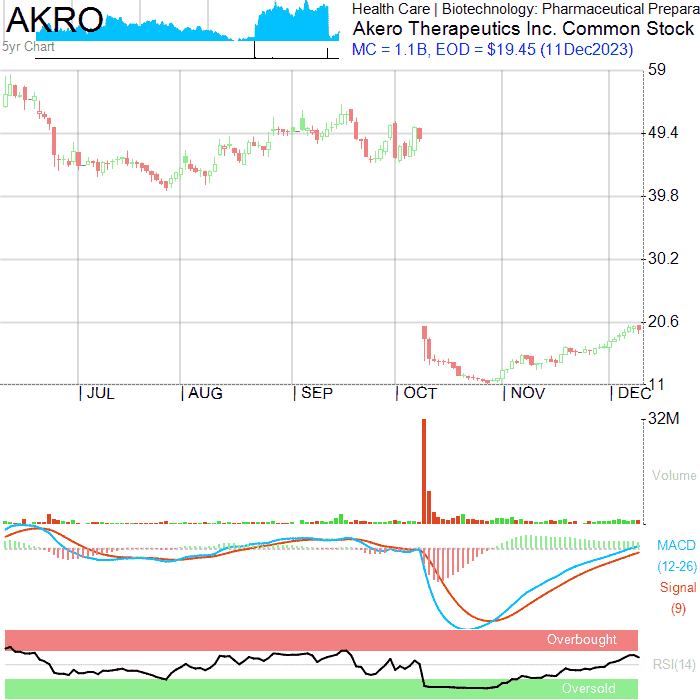 AKRO
5yr Chart
Health Care | Biotechnology: Pharmaceutical Prepara
Akero Therapeutics Inc. Common Stock
MC = 1.1B, EOD = $19.45 (11Dec2023)
59
49.4
39.8
30.2
20.6
11
JUL
AUG
SEP
OCT
NOV
DEC
32M
Volume
MACD
(12-26)
Signal
(9)
Overbought
RSI(14)
Oversold